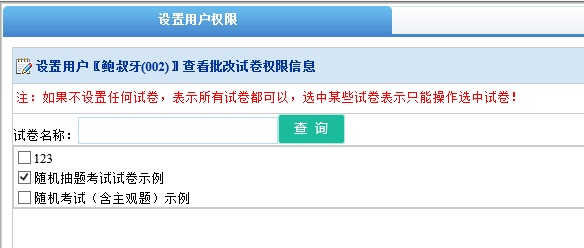 设置用户权限
设置用户〖鲍叔牙(002)〗查看批改试卷权限信息
注：如果不设置任何试卷，表示所有试卷都可以，选中某些试卷表示只能操作选中试卷！
试卷名称： 查 询
123
随机抽题考试试卷示例
随机考试（含主观题）示例